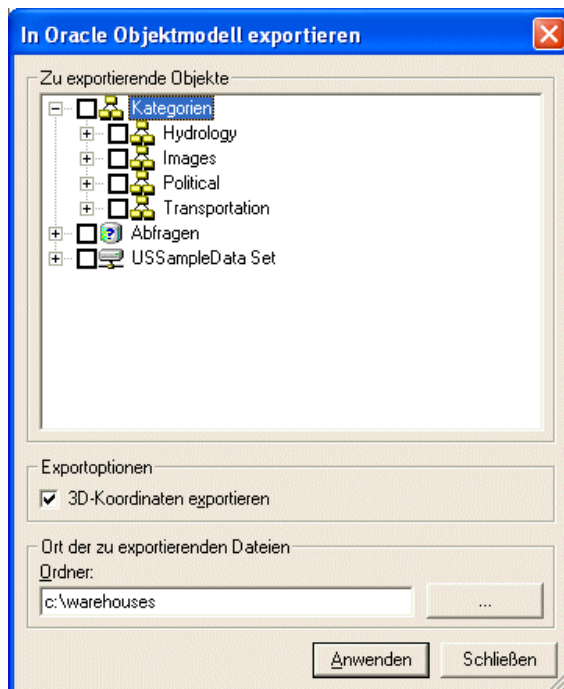 In Oracle Objektmodell exportieren
Zu exportierende Objekte
Kategorien
Hydrology
Images
Political
Transportation
Abfragen
USSampleData Set
Exportoptionen
3D-Koordinaten exportieren
Ort der zu exportierenden Dateien
Ordner:
c:\warehouses
...
Anwenden
Schließen